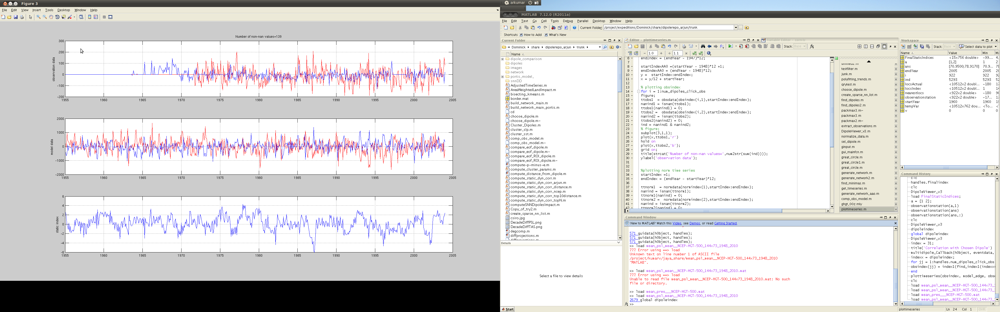 Figure 3
File Edit View Insert Tools Desktop Window Help
Number of non-nan values=139
observation data
300
200
100
0
-100
-200
1955 1960 1965 1970 1975 1980 1985 1990 1995 2000 2005
model data
2000
1000
0
-1000
-2000
1955 1960 1965 1970 1975 1980 1985 1990 1995 2000 2005
static index
6
4
2
0
-2
-4
-6
1955 1960 1965 1970 1975 1980 1985 1990 1995 2000 2005
arkumar
MATLAB 7.12.0 (R2011a)
File Edit Text Go Cell Tools Debug Parallel Desktop Window Help
Current Folder: /project/expeditions/Dominick/share/dipolerepo_arjun/trunk
Shortcuts How to Add What's New
Current Folder
« Dominick ▸ share ▸ dipolerepo_arjun ▸ trunk ▸
Name
dipole_comparison
dipoles
images
network
portis_model_
snnDD
AdjustedTimeSeries.m
AreaWeightedLandImpact.m
bisecting_kmeans.m
border.mat
build_network_main.m
build_network_main_portis.m
cd
choose_dipole.m
choose_dipole.m~
Cluster_Dipoles.m
cluster_slp.m
cluster_sst.m
comp_obs_model.m
comp_obs_model.m~
compare_eof_dipole.m
compare_eof_dipole.m~
compare_eof_ROI_dipole.m
compare_eof_ROI_dipole.m~
compute-p-minus-e.m
compute_cluster_params.m
compute_distance_from_dipole.m
compute_static_dyn_corr.m
compute_static_dyn_corr_arjun.m
compute_static_dyn_corr_distance.m
compute_static_dyn_corr_ncep.m
compute_static_dyn_corr_top10distance.m
compute_static_dyn_corr_topN.m
computeSNNDipolesImpact.m
Copy_of_try2.m
create_sparse_nn_list.m
csiro.jpg
DecadeDiffPSL.png
DecadeDiffTAS.png
degcomp.m
diffprojections.m
Details
Select a file to view details
Start
Editor - plottimeseries.m
Variable Editor - corrvti
Stack: Base
1.0 1.1
6 endIndex = (endYear - 1947)*12;
7
8 startIndexAAO =(startYear - 1948)*12 +1;
9 endIndexAAO = (endYear - 1948)*12;
10 y = startIndex:endIndex;
11 x = y/12 + startYear;
12
13 % plotting obsindex
14 for i = 1:num_dipoles_click_obs
15 figure;
16 ttobs1 = obsdata(obsindex(i,1),startIndex:endIndex);
17 nanind1 = isnan(ttobs1);
18 ttobs1(nanind1) = 0;
19 ttobs2 = obsdata(obsindex(i,2),startIndex:endIndex);
20 nanind2 = isnan(ttobs2);
21 ttobs2(nanind2) = 0;
22 ind = nanind1 & nanind2;
23 % figure;
24 subplot(3,1,1);
25 plot(x,ttobs1,'r')
26 hold on
27 plot(x,ttobs2,'b');
28 grid on;
29 title(strcat('Number of non-nan values=',num2str(sum(ind))));
30 ylabel('observation data');
31
32
33 %plotting norm time series
34 startIndex =1;
35 endIndex = (endYear - startYear)*12;
36
37 ttnorm1 = normdata(normindex(1),startIndex:endIndex);
38 nanind = isnan(ttnorm1);
39 ttnorm1(nanind) = 0;
40 ttnorm2 = normdata(normindex(2),startIndex:endIndex);
41 nanind = isnan(ttnorm2);
42 ttnorm2(nanind) = 0;
untitled2.m
testfilter.m
junk.m
polyfitting_trends.m
qrytest.m
choose_dipole.m
create_sparse_nn_list.m
find_dipoles.m
find_dipoles2.m
packmax3.m~
packmax3.m
packmax2.m~
extract_observations.m
DipoleViewer_v3.m
normalize_data.m
sel_dipole.m
ginput.m
gui_mainfcn.m
great_circle.m
great_circle1.m
great_circle.m
generate_network.m
generate_network2.m
find_minimas.m
get_timeseries.m
generate_network_aao.m
comp_obs_model.m
ghgt_00z.mly
plottimeseries.m
Command Window
New to MATLAB? Watch this Video, see Demos, or read Getting Started.
571 guidata(hObject, handles);
571 guidata(hObject, handles);
571 guidata(hObject, handles);
>> load mean_psl_mean__NCEP-HGT-500_144x73_1948_2010
??? Error using ==> load
Unknown text on line number 1 of ASCII file
/project/kumarv/jaya_share/mean_psl_mean__NCEP-HGT-500_144x73_1948_2010
"MATLAB".
>> load mean_psl_mean__NCEP-HGT-500_144x73_1948_2010.mat
??? Error using ==> load
Unable to read file mean_psl_mean__NCEP-HGT-500_144x73_1948_2010.mat: No such
file or directory.
>> load mean_pres___NCEP-HGT-500.mat
>> load mean_psl_mean__NCEP-HGT-500_144x73_1948_2010
2679 global dipoleindex
>>
Workspace
Stack: Base Select data to plot
Name Value Min Ma
FinalStaticIndices <15x756 double> -99.... 4.
a [1,2] 1 2
ans [70.9500;78.9170] 70.9... 78
endYear 2005 2005 20
i 922 922 92
ind 5293 5293 52
locsActual <10512x2 doubl... -180 17
locsIndex <10512x2 doubl... 1 14
nearestlocs <922x2 double> -180 90
observationstation <922x2 double> -17... 17
startYear 1960 1960 19
tempVar <10512x762 dou... <To... <T
v 0 0 0
Command History
clc
handles.finalindex
clc
DipoleViewer_v3
load FinalStaticIndices;
a = [1 2];
observationstation(a,1)
observationstation(ans)
observationstation(ans,:)
clc
DipoleViewer_v3
dipoleindex
global dipoleindex
DipoleViewer_v3
index = 31;
title('Correlation with Chosen Dipole')
multidipole_Callback(hObject, eventdata,
indexx = dipoleindex;
for jj = 1:handles.num_dipoles_click_obs
obsindex(jj) = index1(find_index1(indexx(
end
plottimeseries(obsindex, model_edge, obs
clc
load mean_psl_mean__NCEP-HGT-500_144x73_
load mean_psl_mean__NCEP-HGT-500_144x73_
load mean_pres___NCEP-HGT-500.mat
load mean_psl_mean__NCEP-HGT-500_144x73_
plottimeseries Ln 24 Col 1 OVR